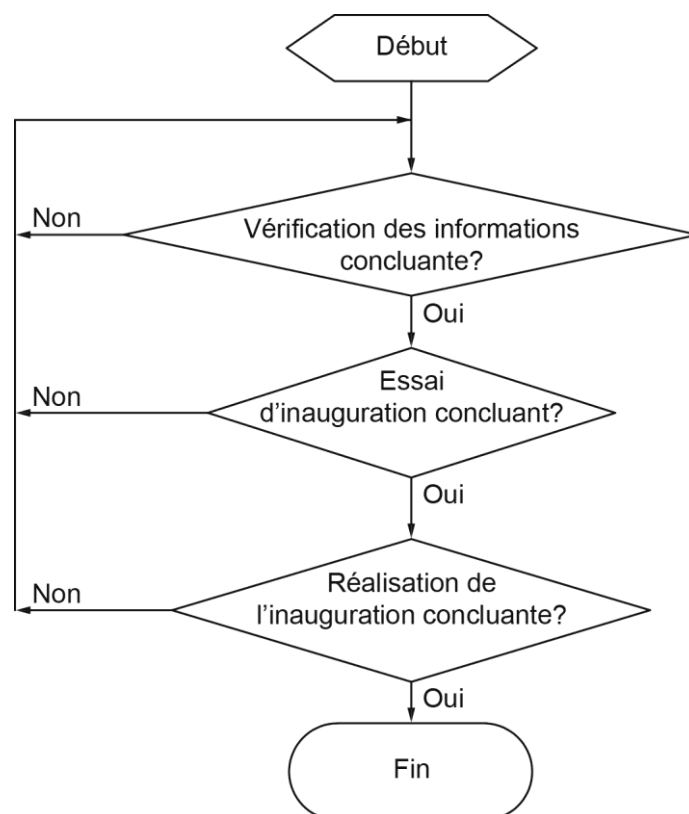 Début
Non
Vérification des informations
concluante?
Oui
Essai
Non
d’inauguration concluant?
Oui
Réalisation de
Non
l’inauguration concluante?
Oui
Fin